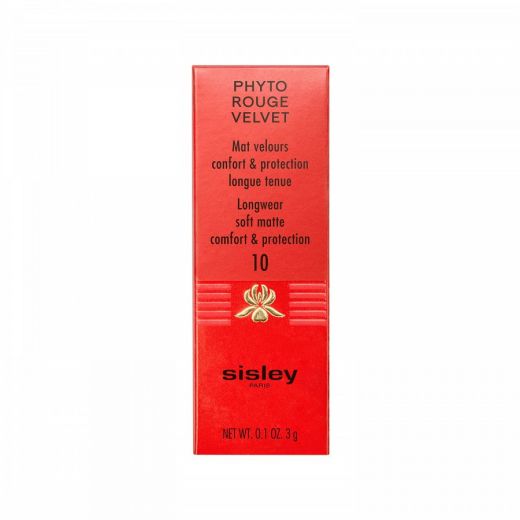 PHYTO
ROUGE
VELVET
Mat velours
confort & protection
longue tenue
Longwear
soft matte
comfort & protection
10
sisley
PARIS
NET WT. 0.1 OZ. 3 g